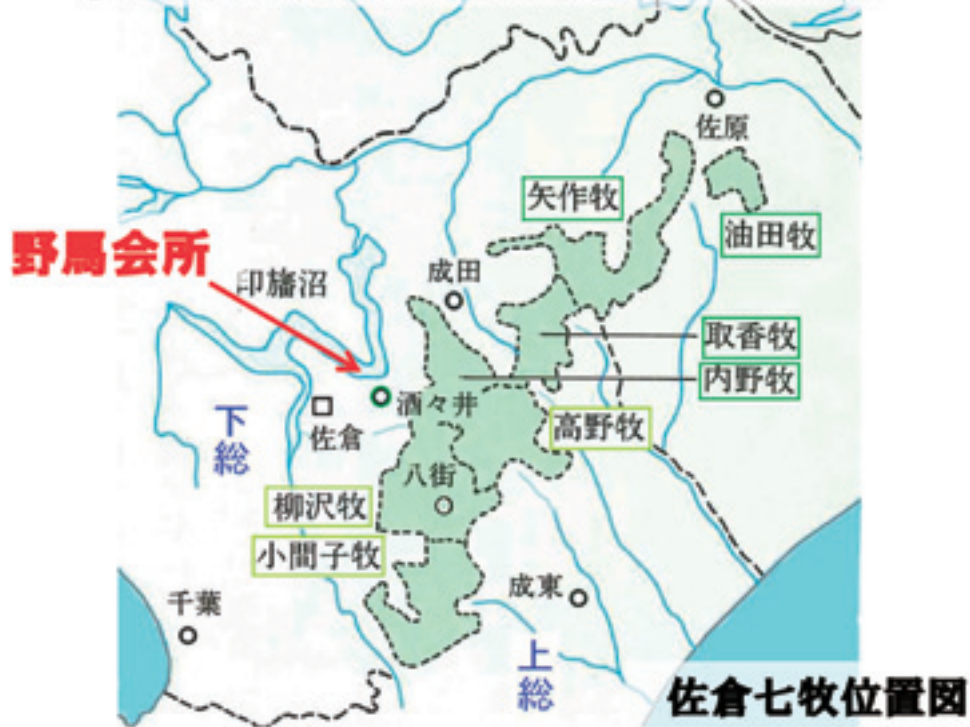 佐原
矢作牧
油田牧
野馬会所
印旛沼
成田
取香牧
内野牧
酒々井
高野牧
下総
佐倉
八街
柳沢牧
小間子牧
成東
千葉
上総
佐倉七牧位置図